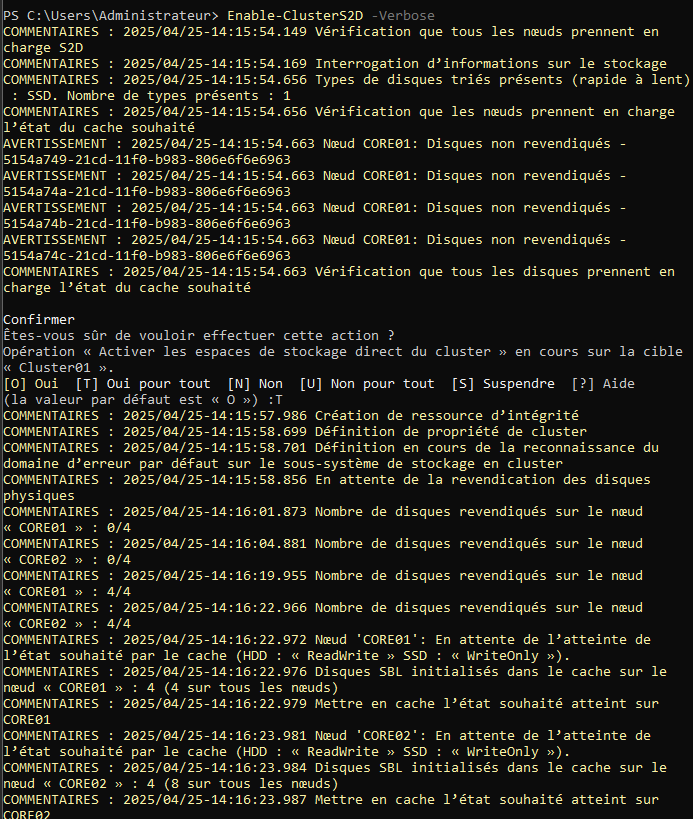 PS C:\Users\Administrateur> Enable-ClusterS2D -Verbose
COMMENTAIRES : 2025/04/25-14:15:54.149 Vérification que tous les nœuds prennent en
charge S2D
COMMENTAIRES : 2025/04/25-14:15:54.169 Interrogation d’informations sur le stockage
COMMENTAIRES : 2025/04/25-14:15:54.656 Types de disques triés présents (rapide à lent)
 : SSD. Nombre de types présents : 1
COMMENTAIRES : 2025/04/25-14:15:54.656 Vérification que les nœuds prennent en charge
l’état du cache souhaité
AVERTISSEMENT : 2025/04/25-14:15:54.663 Nœud CORE01: Disques non revendiqués -
5154a749-21cd-11f0-b983-806e6f6e6963
AVERTISSEMENT : 2025/04/25-14:15:54.663 Nœud CORE01: Disques non revendiqués -
5154a74a-21cd-11f0-b983-806e6f6e6963
AVERTISSEMENT : 2025/04/25-14:15:54.663 Nœud CORE01: Disques non revendiqués -
5154a74b-21cd-11f0-b983-806e6f6e6963
AVERTISSEMENT : 2025/04/25-14:15:54.663 Nœud CORE01: Disques non revendiqués -
5154a74c-21cd-11f0-b983-806e6f6e6963
COMMENTAIRES : 2025/04/25-14:15:54.663 Vérification que tous les disques prennent en
charge l’état du cache souhaité
Confirmer
Êtes-vous sûr de vouloir effectuer cette action ?
Opération « Activer les espaces de stockage direct du cluster » en cours sur la cible
« Cluster01 ».
[O] Oui  [T] Oui pour tout  [N] Non  [U] Non pour tout  [S] Suspendre  [?] Aide
(la valeur par défaut est « O ») :T
COMMENTAIRES : 2025/04/25-14:15:57.986 Création de ressource d’intégrité
COMMENTAIRES : 2025/04/25-14:15:58.699 Définition de propriété de cluster
COMMENTAIRES : 2025/04/25-14:15:58.701 Définition en cours de la reconnaissance du
domaine d’erreur par défaut sur le sous-système de stockage en cluster
COMMENTAIRES : 2025/04/25-14:15:58.856 En attente de la revendication des disques
physiques
COMMENTAIRES : 2025/04/25-14:16:01.873 Nombre de disques revendiqués sur le nœud
« CORE01 » : 0/4
COMMENTAIRES : 2025/04/25-14:16:04.881 Nombre de disques revendiqués sur le nœud
« CORE02 » : 0/4
COMMENTAIRES : 2025/04/25-14:16:19.955 Nombre de disques revendiqués sur le nœud
« CORE01 » : 4/4
COMMENTAIRES : 2025/04/25-14:16:22.966 Nombre de disques revendiqués sur le nœud
« CORE02 » : 4/4
COMMENTAIRES : 2025/04/25-14:16:22.972 Nœud 'CORE01': En attente de l’atteinte de
l’état souhaité par le cache (HDD : « ReadWrite » SSD : « WriteOnly »).
COMMENTAIRES : 2025/04/25-14:16:22.976 Disques SBL initialisés dans le cache sur le
nœud « CORE01 » : 4 (4 sur tous les nœuds)
COMMENTAIRES : 2025/04/25-14:16:22.979 Mettre en cache l’état souhaité atteint sur
CORE01
COMMENTAIRES : 2025/04/25-14:16:23.981 Nœud 'CORE02': En attente de l’atteinte de
l’état souhaité par le cache (HDD : « ReadWrite » SSD : « WriteOnly »).
COMMENTAIRES : 2025/04/25-14:16:23.984 Disques SBL initialisés dans le cache sur le
nœud « CORE02 » : 4 (8 sur tous les nœuds)
COMMENTAIRES : 2025/04/25-14:16:23.987 Mettre en cache l’état souhaité atteint sur
CORE02